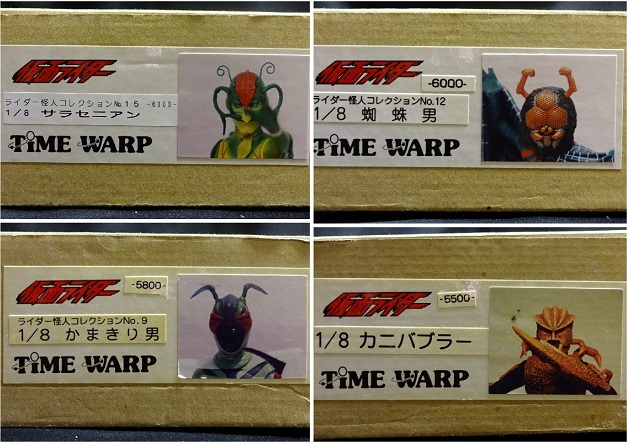 仮面ライダー
ライダー怪人コレクションNo.15 -6000-
1/8 サラセニアン
TiME WARP
仮面ライダー
-6000-
ライダー怪人コレクションNo.12
1/8 蜘蛛男
TiME WARP
仮面ライダー
-5800-
ライダー怪人コレクションNo.9
1/8 かまきり男
TiME WARP
仮面ライダー
-5500-
1/8 カニバブラー
TiME WARP